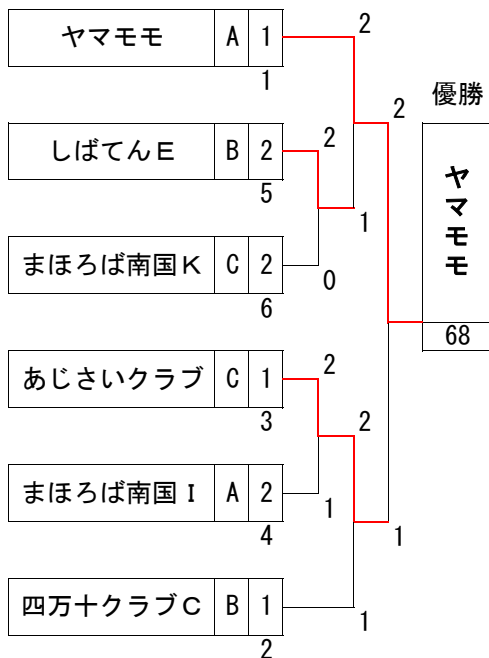 ヤマモモ A 1 2
1
優勝
2
しばてんE B 2 2
5
ヤマモモ
1
まほろば南国K C 2 0
6
68
あじさいクラブ C 1 2
3
2
まほろば南国I A 2 1
4
1
四万十クラブC B 1 1
2